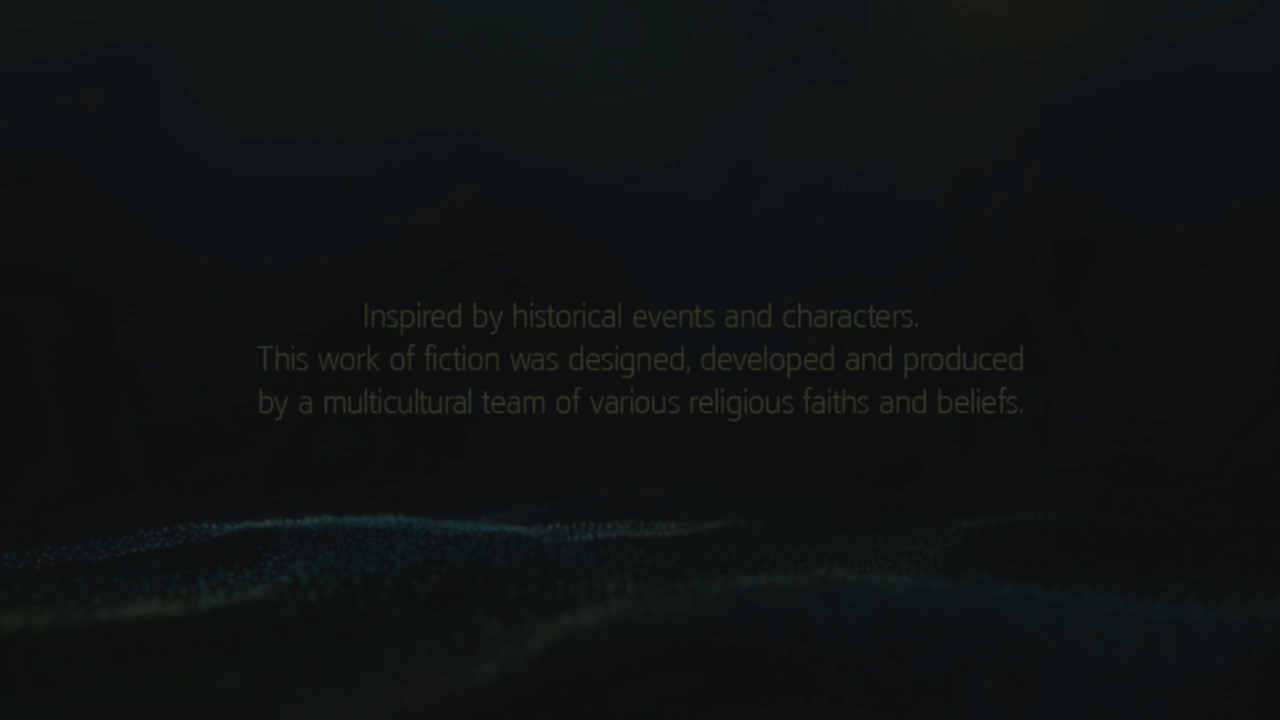 Inspired by historical events and characters.
This work of fiction was designed, developed and produced
by a multicultural team of various religious faiths and beliefs.